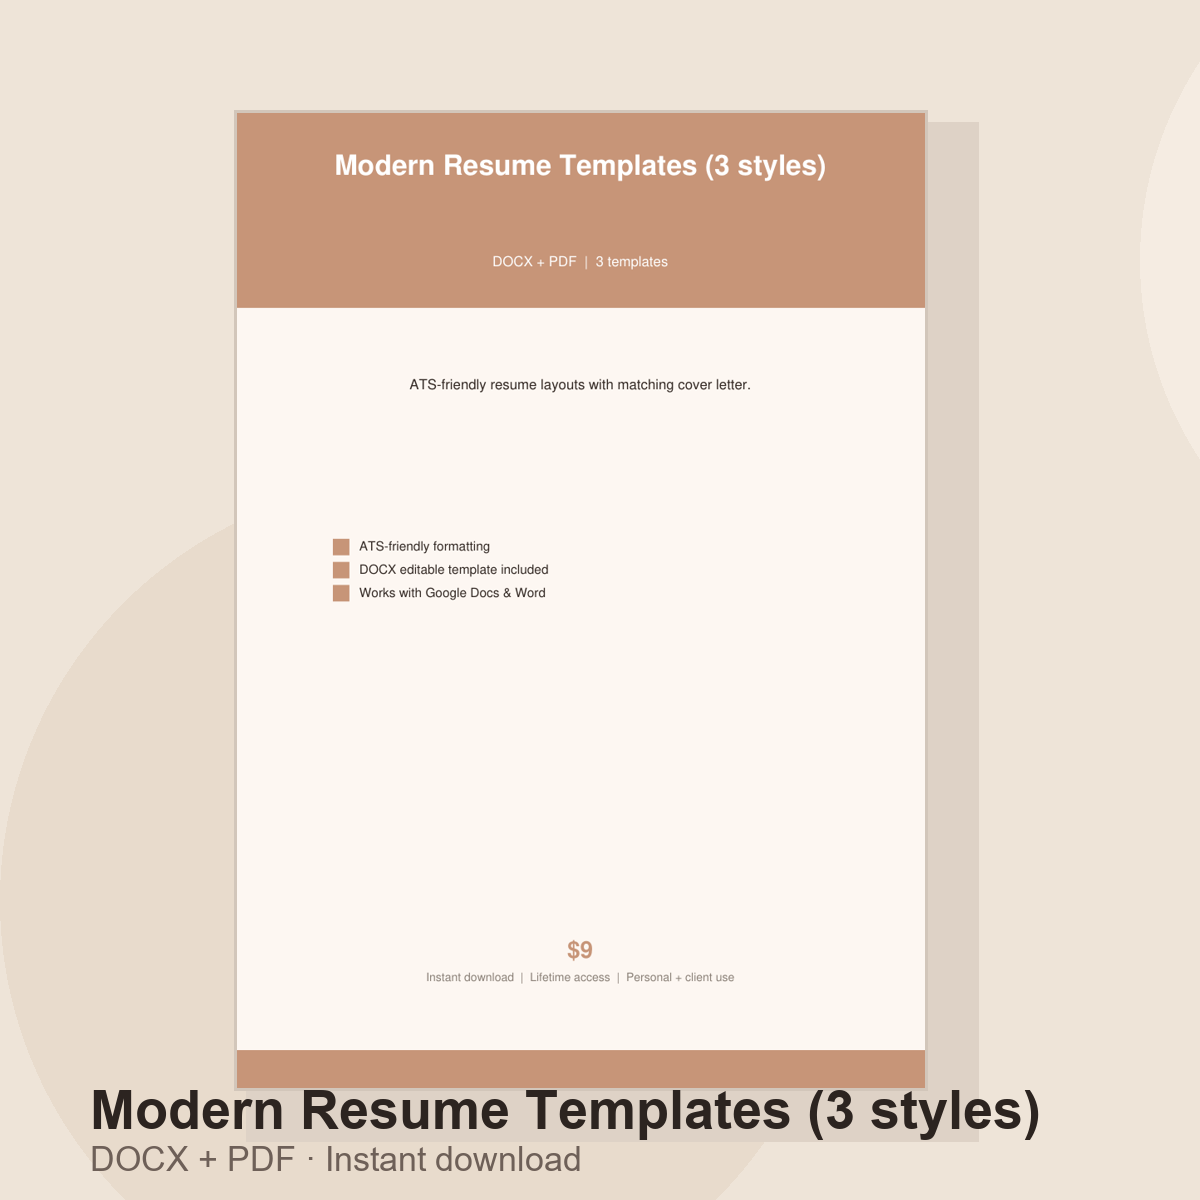 Modern Resume Templates (3 styles)
DOCX + PDF | 3 templates
ATS-friendly resume layouts with matching cover letter.
ATS-friendly formatting
DOCX editable template included
Works with Google Docs & Word
$9
Instant download | Lifetime access | Personal + client use
Modern Resume Templates (3 styles)
DOCX + PDF · Instant download